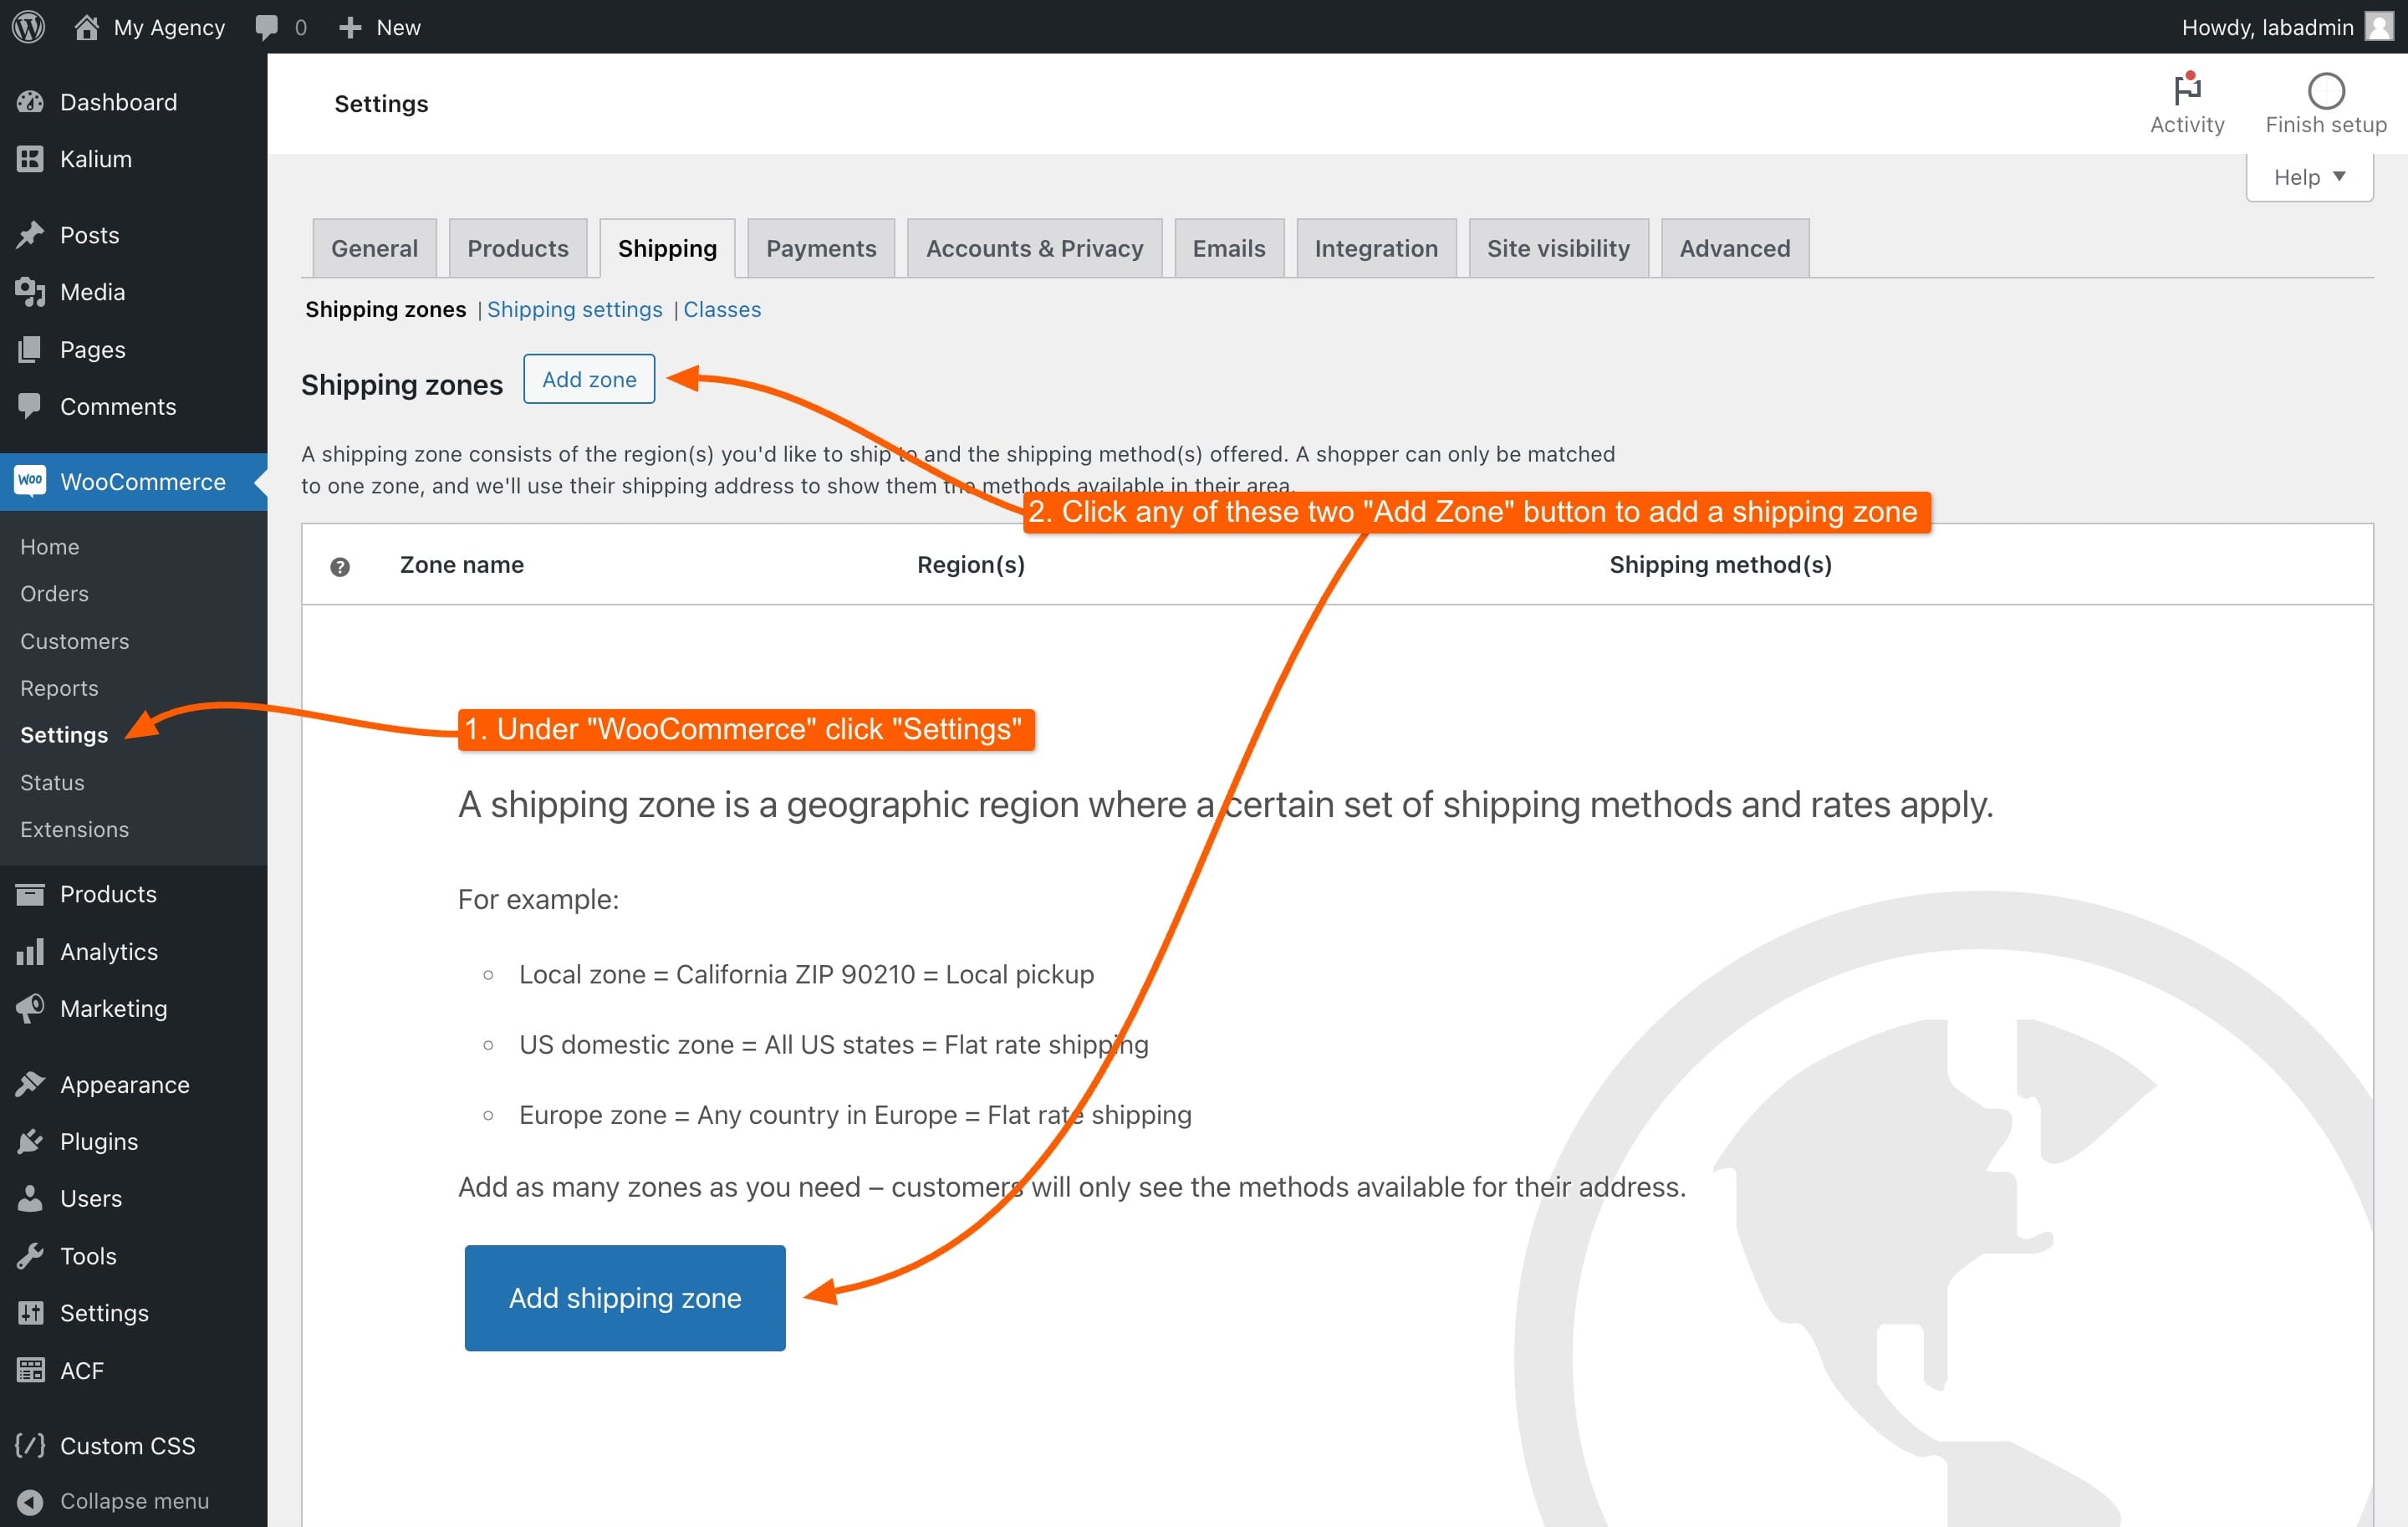 My Agency
0
New
Howdy, labadmin
Dashboard
Kalium
Posts
Media
Pages
Comments
Woo
WooCommerce
Home
Orders
Customers
Reports
Settings
Status
Extensions
Products
Analytics
Marketing
Appearance
Plugins
Users
Tools
Settings
ACF
Custom CSS
Collapse menu
Settings
Activity
Finish setup
Help
General
Products
Shipping
Payments
Accounts & Privacy
Emails
Integration
Site visibility
Advanced
Shipping zones | Shipping settings | Classes
Shipping zones
Add zone
A shipping zone consists of the region(s) you'd like to ship to and the shipping method(s) offered. A shopper can only be matched
to one zone, and we'll use their shipping address to show them the methods available in their area.
2. Click any of these two "Add Zone" button to add a shipping zone
Zone name
Region(s)
Shipping method(s)
1. Under "WooCommerce" click "Settings"
A shipping zone is a geographic region where a certain set of shipping methods and rates apply.
For example:
Local zone = California ZIP 90210 = Local pickup
US domestic zone = All US states = Flat rate shipping
Europe zone = Any country in Europe = Flat rate shipping
Add as many zones as you need – customers will only see the methods available for their address.
Add shipping zone